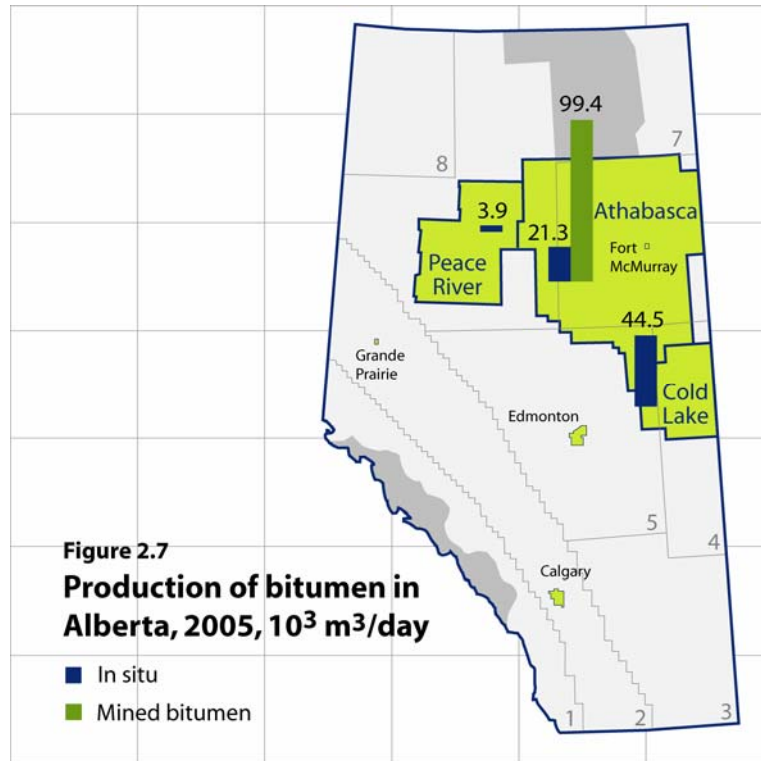 99.4
7
8
3.9
Athabasca
21.3
Fort
McMurray
Peace
River
44.5
Grande
Prairie
Cold
Lake
Edmonton
5
4
Figure 2.7
Production of bitumen in
Alberta, 2005, 10³ m³/day
Calgary
In situ
Mined bitumen
1
2
3